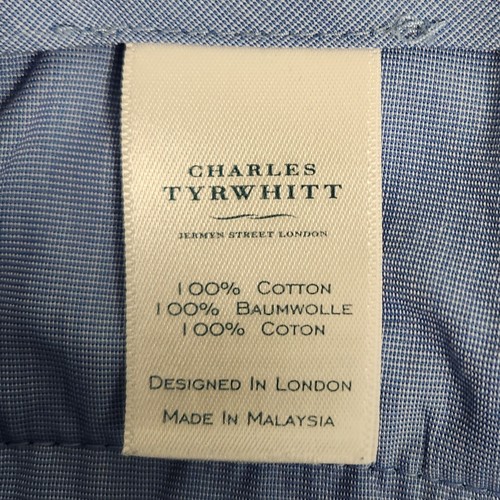 CHARLES
TYRWHITT
JERMYN STREET LONDON
100% COTTON
100% BAUMWOLLE
100% COTON
DESIGNED IN LONDON
MADE IN MALAYSIA